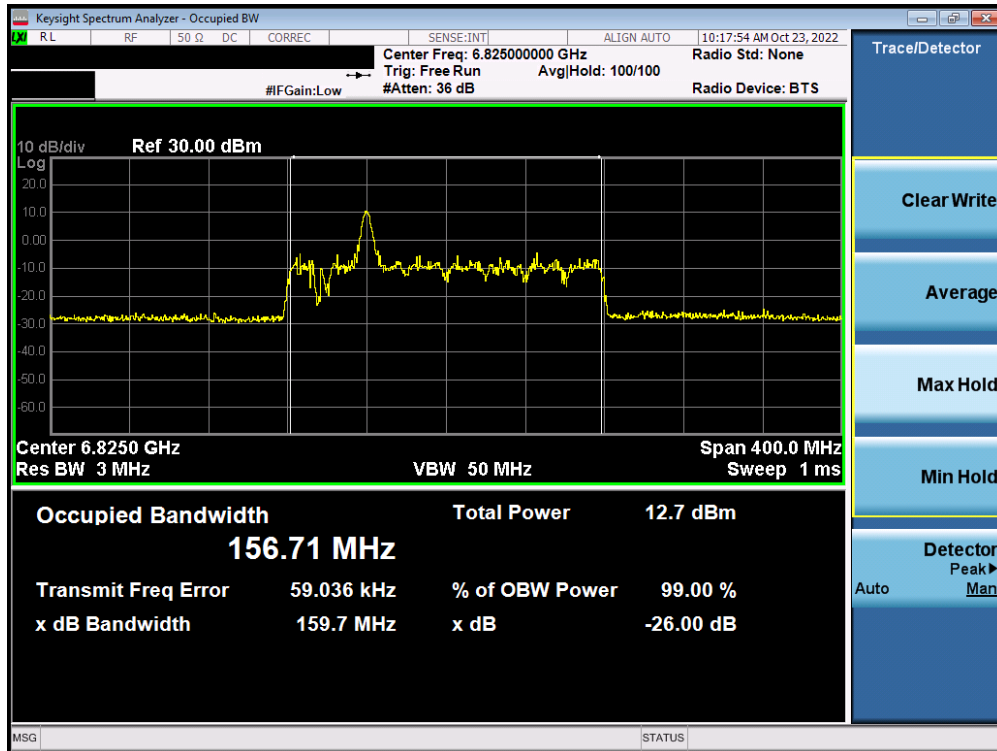 Keysight Spectrum Analyzer - Occupied BW
LXI RL RF 50 Ω DC CORREC SENSE:INT ALIGN AUTO 10:17:54 AM Oct 23, 2022
Center Freq: 6.825000000 GHz Radio Std: None
Trig: Free Run Avg|Hold: 100/100
#IFGain:Low #Atten: 36 dB Radio Device: BTS
10 dB/div Ref 30.00 dBm
Log
20.0
10.0
0.00
-10.0
-20.0
-30.0
-40.0
-50.0
-60.0
Center 6.8250 GHz Span 400.0 MHz
Res BW 3 MHz VBW 50 MHz Sweep 1 ms
Occupied Bandwidth Total Power 12.7 dBm
156.71 MHz
Transmit Freq Error 59.036 kHz % of OBW Power 99.00 %
x dB Bandwidth 159.7 MHz x dB -26.00 dB
MSG STATUS
Trace/Detector
Clear Write
Average
Max Hold
Min Hold
Detector
Peak▶
Auto Man